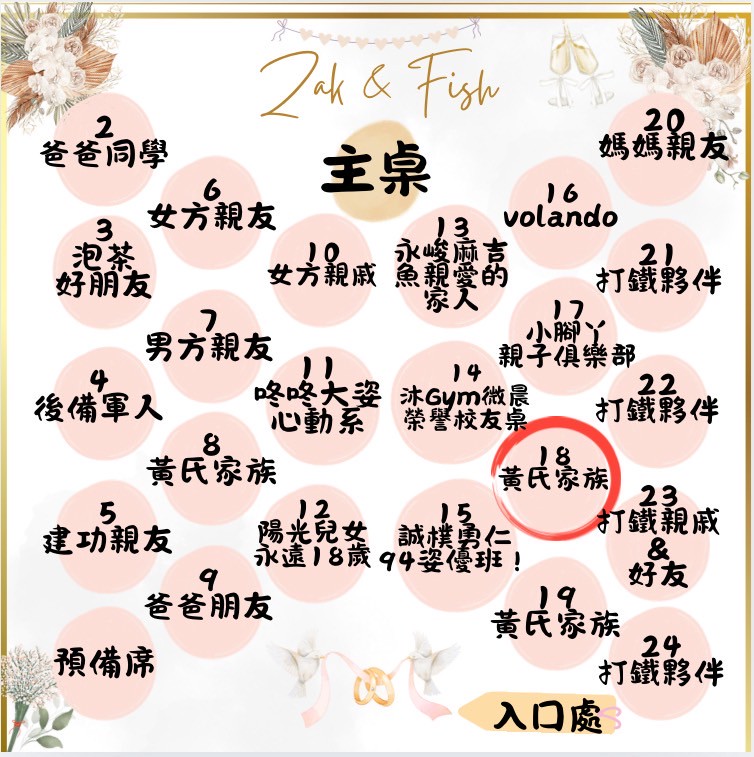 Zak & Fish
主桌
2
爸爸同學
3
泡茶
好朋友
4
後備軍人
5
建功親友
預備席
6
女方親友
7
男方親友
8
黃氏家族
9
爸爸朋友
10
女方親戚
11
咚咚大姿
心動系
12
陽光兒女
永遠18歲
13
永峻麻吉
魚親愛的
家人
14
沐Gym微晨
榮譽校友桌
15
誠樸勇仁
94姿優班！
16
volando
17
小腳丫
親子俱樂部
18
黃氏家族
19
黃氏家族
20
媽媽親友
21
打鐵夥伴
22
打鐵夥伴
23
打鐵親戚
&
好友
24
打鐵夥伴
入口處